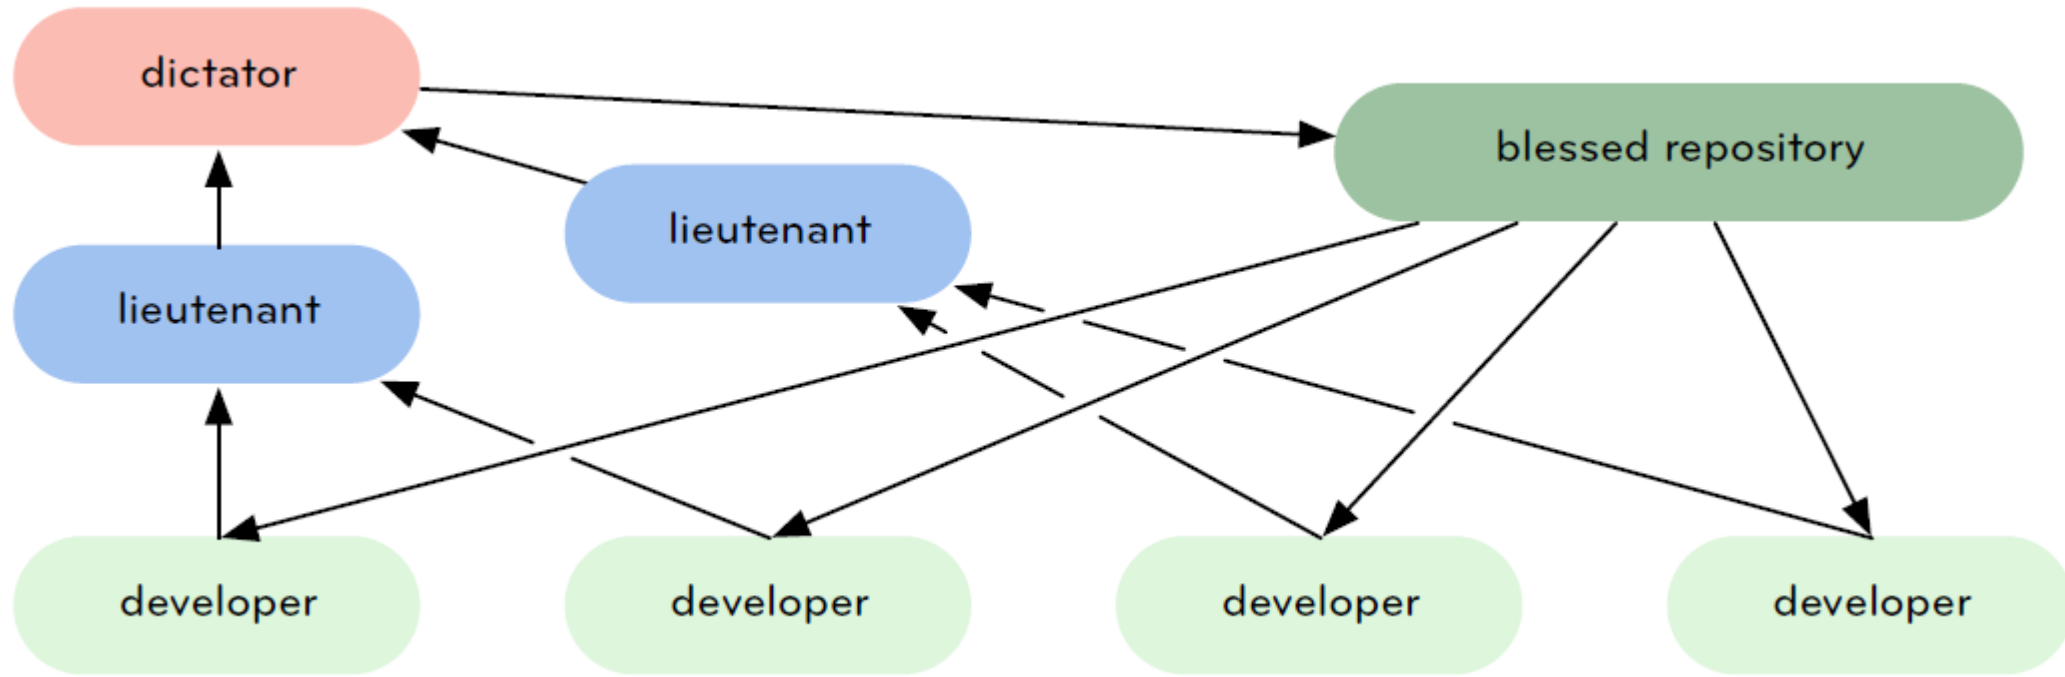 dictator
blessed repository
lieutenant
lieutenant
developer
developer
developer
developer